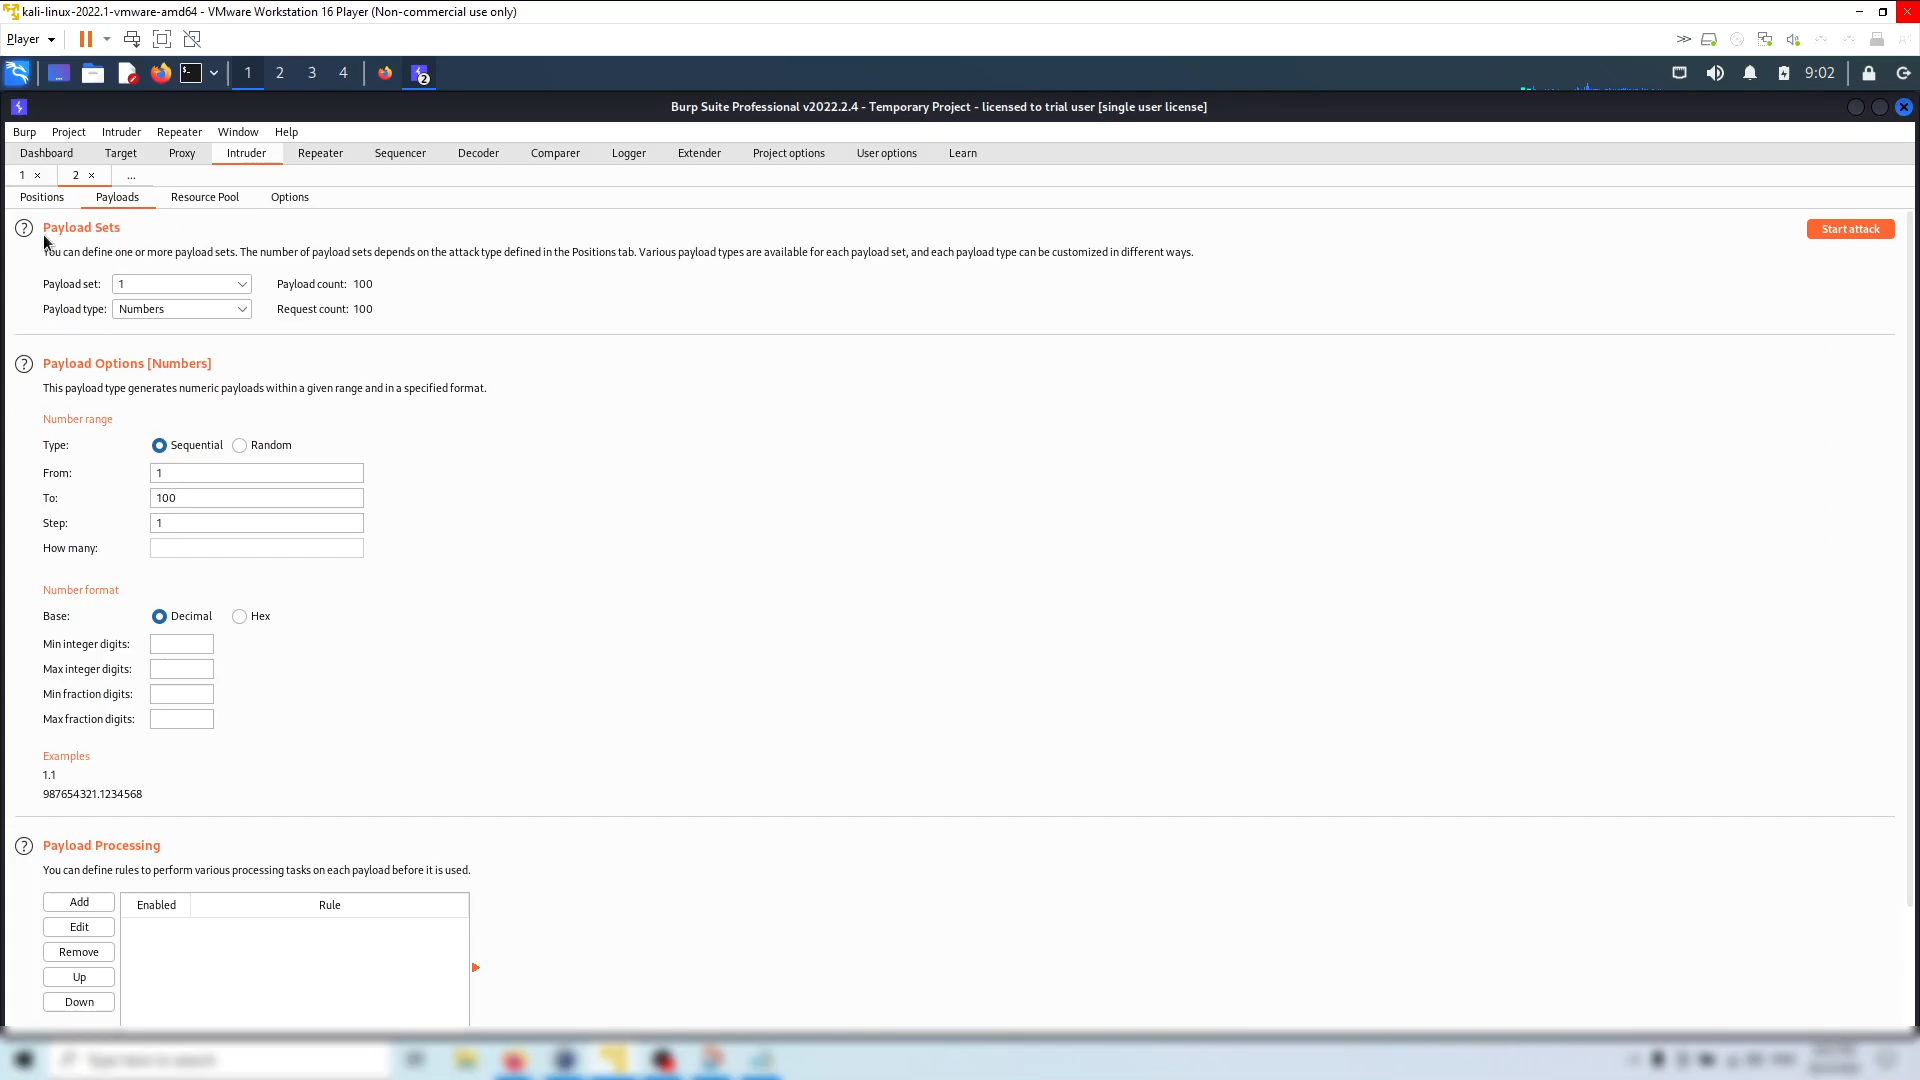 kali-linux-2022.1-vmware-amd64 - VMware Workstation 16 Player (Non-commercial use only)
Player
1 2 3 4 2 9:02
Burp Suite Professional v2022.2.4 - Temporary Project - licensed to trial user [single user license]
Burp Project Intruder Repeater Window Help
Dashboard Target Proxy Intruder Repeater Sequencer Decoder Comparer Logger Extender Project options User options Learn
1 × 2 × ...
Positions Payloads Resource Pool Options
? Payload Sets Start attack
You can define one or more payload sets. The number of payload sets depends on the attack type defined in the Positions tab. Various payload types are available for each payload set, and each payload type can be customized in different ways.
Payload set: 1 Payload count: 100
Payload type: Numbers Request count: 100
? Payload Options [Numbers]
This payload type generates numeric payloads within a given range and in a specified format.
Number range
Type: Sequential Random
From: 1
To: 100
Step: 1
How many:
Number format
Base: Decimal Hex
Min integer digits:
Max integer digits:
Min fraction digits:
Max fraction digits:
Examples
1.1
987654321.1234568
? Payload Processing
You can define rules to perform various processing tasks on each payload before it is used.
Add Enabled Rule
Edit
Remove
Up
Down
Type here to search